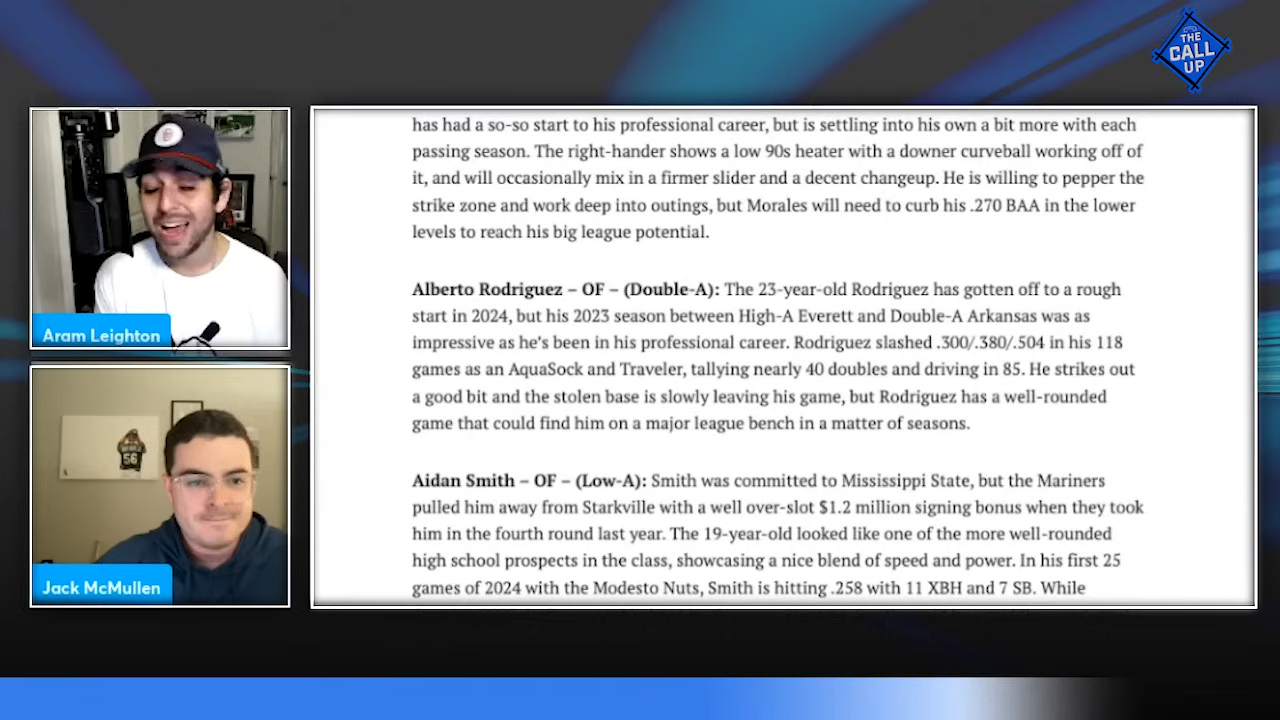 THE
CALL
UP
has had a so-so start to his professional career, but is settling into his own a bit more with each
passing season. The right-hander shows a low 90s heater with a downer curveball working off of
it, and will occasionally mix in a firmer slider and a decent changeup. He is willing to pepper the
strike zone and work deep into outings, but Morales will need to curb his .270 BAA in the lower
levels to reach his big league potential.
Alberto Rodriguez – OF – (Double-A): The 23-year-old Rodriguez has gotten off to a rough
start in 2024, but his 2023 season between High-A Everett and Double-A Arkansas was as
impressive as he’s been in his professional career. Rodriguez slashed .300/.380/.504 in his 118
games as an AquaSock and Traveler, tallying nearly 40 doubles and driving in 85. He strikes out
a good bit and the stolen base is slowly leaving his game, but Rodriguez has a well-rounded
game that could find him on a major league bench in a matter of seasons.
Aidan Smith – OF – (Low-A): Smith was committed to Mississippi State, but the Mariners
pulled him away from Starkville with a well over-slot $1.2 million signing bonus when they took
him in the fourth round last year. The 19-year-old looked like one of the more well-rounded
high school prospects in the class, showcasing a nice blend of speed and power. In his first 25
games of 2024 with the Modesto Nuts, Smith is hitting .258 with 11 XBH and 7 SB. While
Aram Leighton
56
Jack McMullen